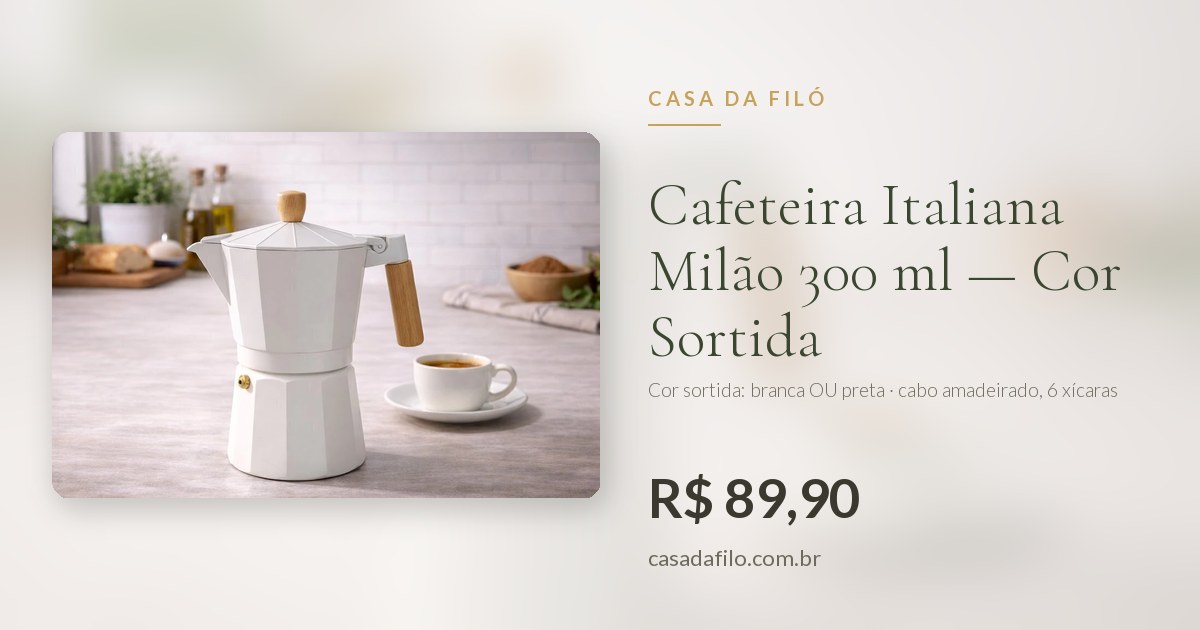 CASA DA FILÓ
Cafeteira Italiana
Milão 300 ml — Cor
Sortida
Cor sortida: branca OU preta · cabo amadeirado, 6 xícaras
R$ 89,90
casadafilo.com.br